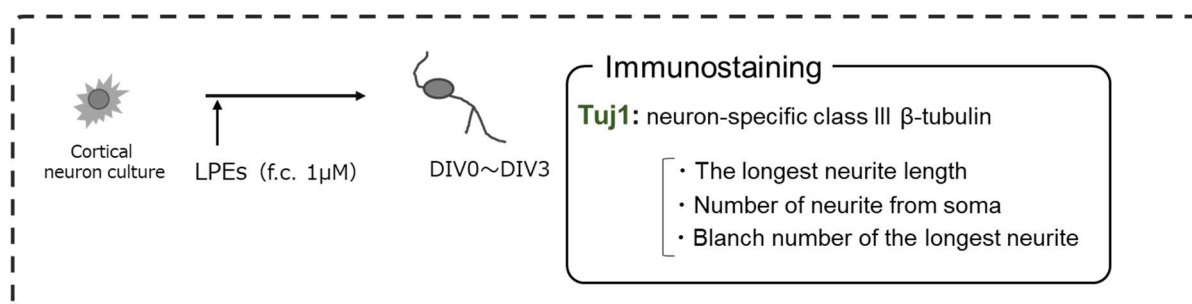 Immunostaining
Tuj1: neuron-specific class III β-tubulin
Cortical
neuron culture
LPEs (f.c. 1μM)
DIV0～DIV3
・The longest neurite length
・Number of neurite from soma
・Blanch number of the longest neurite